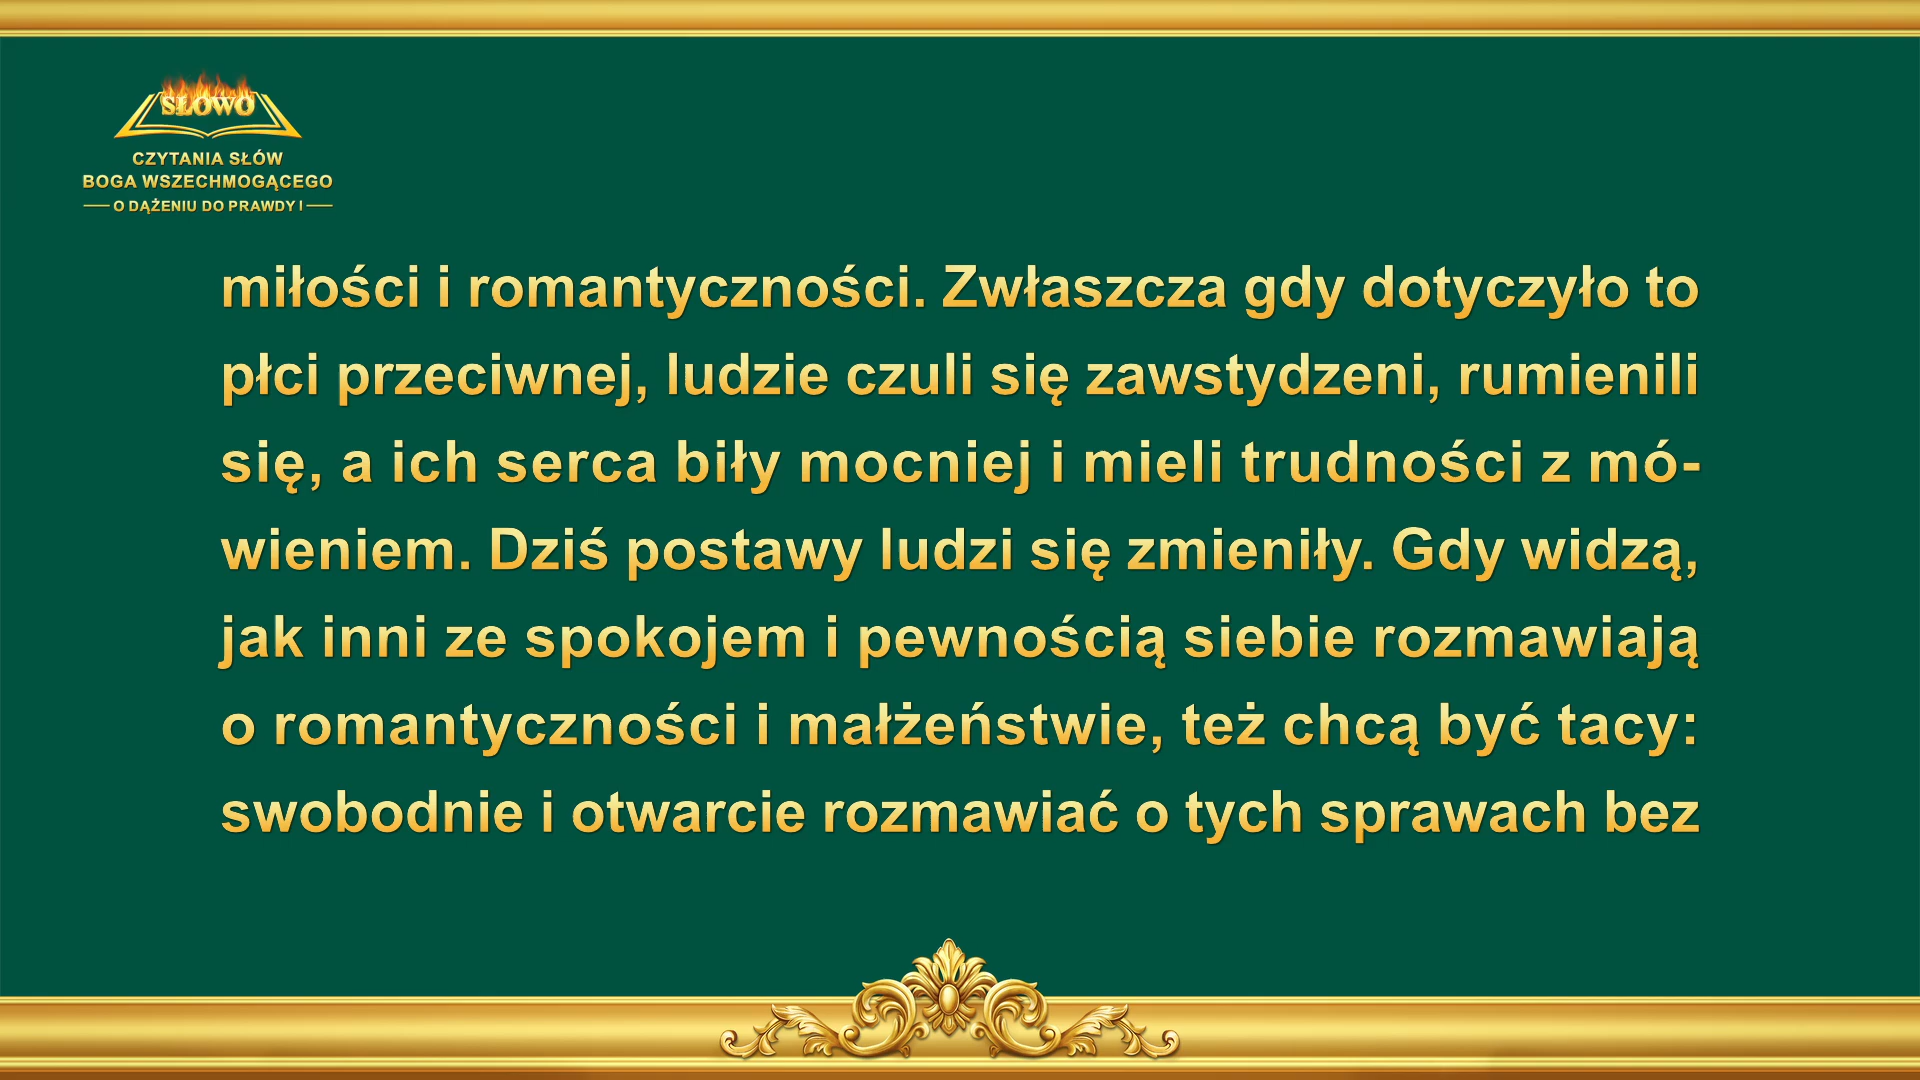 SŁOWO
CZYTANIA SŁÓW
BOGA WSZECHMOGĄCEGO
O DĄŻENIU DO PRAWDY I
miłości i romantyczności. Zwłaszcza gdy dotyczyło to
płci przeciwnej, ludzie czuli się zawstydzeni, rumienili
się, a ich serca biły mocniej i mieli trudności z mó-
wieniem. Dziś postawy ludzi się zmieniły. Gdy widzą,
jak inni ze spokojem i pewnością siebie rozmawiają
o romantyczności i małżeństwie, też chcą być tacy:
swobodnie i otwarcie rozmawiać o tych sprawach bez